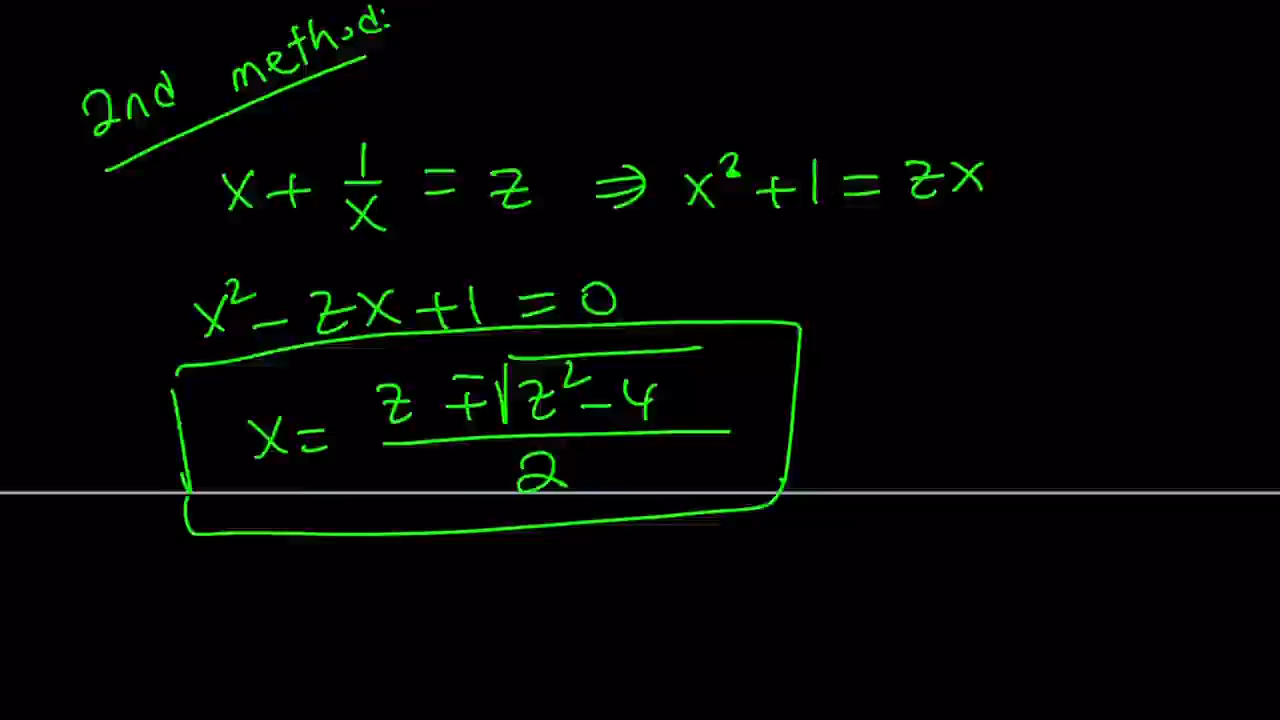 2nd method:
x + 1/x = z ⇒ x² + 1 = zx
x² - zx + 1 = 0
x = (z ∓ √(z² - 4))/2